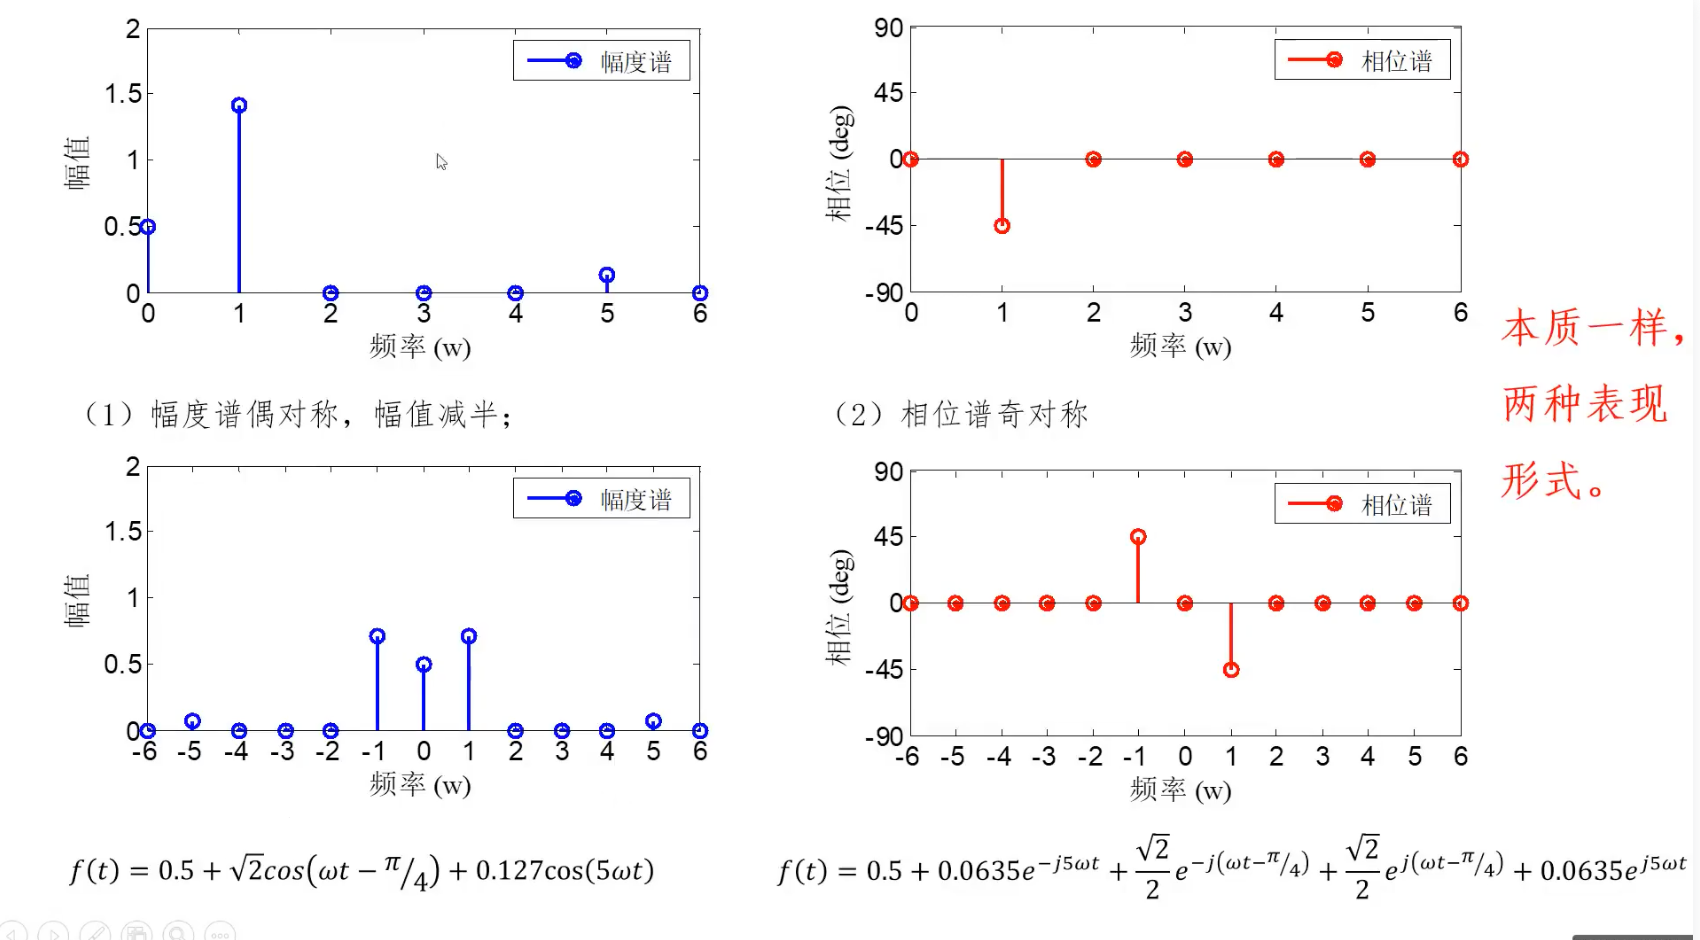 2
1.5
1
0.5
0
幅值
幅度谱
0 1 2 3 4 5 6
频率 (w)
90
45
0
-45
-90
相位 (deg)
相位谱
0 1 2 3 4 5 6
频率 (w)
本质一样，
两种表现
形式。
（1）幅度谱偶对称，幅值减半；
（2）相位谱奇对称
2
1.5
1
0.5
0
幅值
幅度谱
-6 -5 -4 -3 -2 -1 0 1 2 3 4 5 6
频率 (w)
90
45
0
-45
-90
相位 (deg)
相位谱
-6 -5 -4 -3 -2 -1 0 1 2 3 4 5 6
频率 (w)
f(t) = 0.5 + √2cos(ωt − π/4) + 0.127cos(5ωt)
f(t) = 0.5 + 0.0635e^{−j5ωt} + √2/2 e^{−j(ωt−π/4)} + √2/2 e^{j(ωt−π/4)} + 0.0635e^{j5ωt}